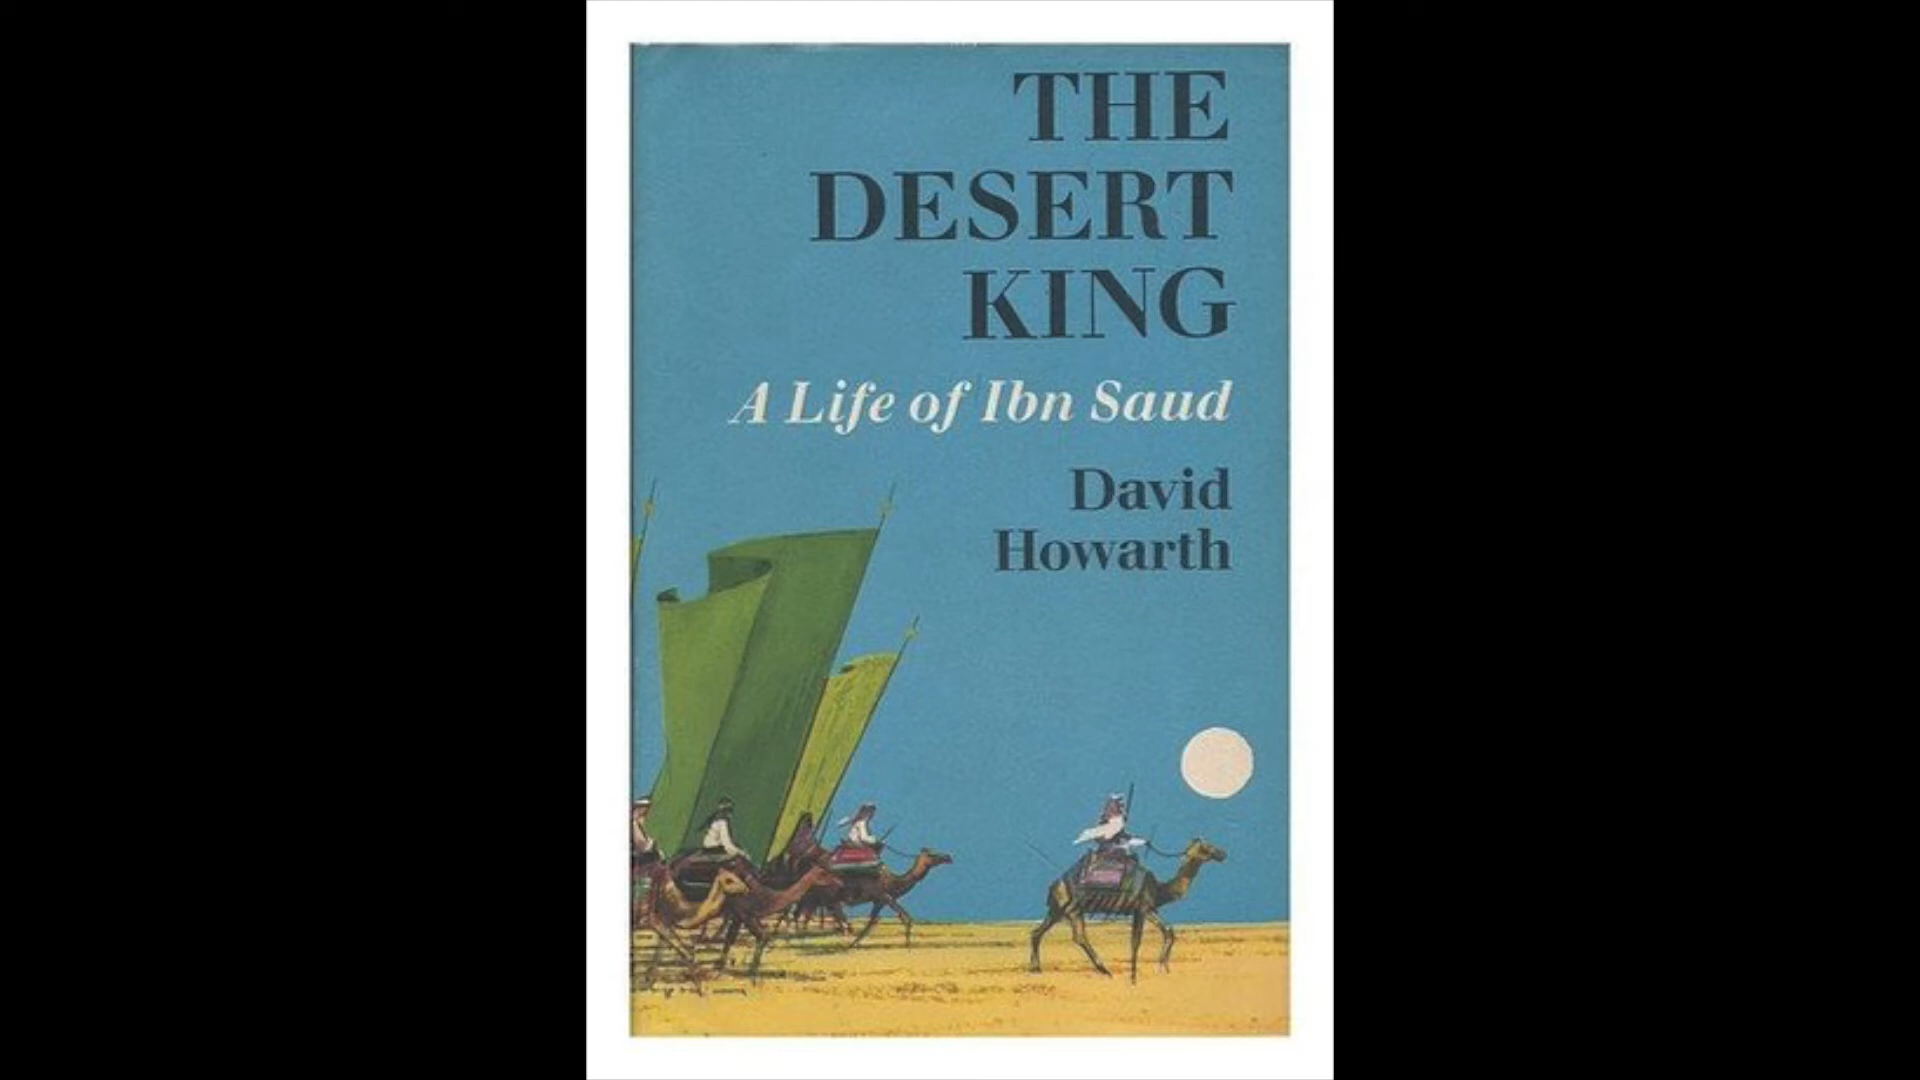 THE
DESERT
KING
A Life of Ibn Saud
David
Howarth